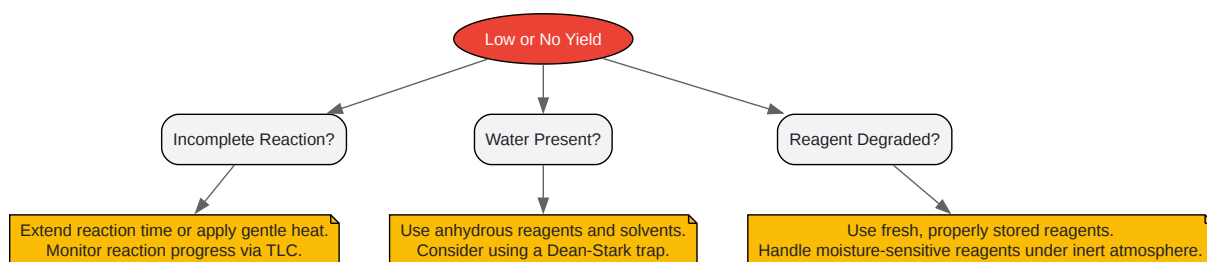 Low or No Yield
Incomplete Reaction?
Water Present?
Reagent Degraded?
Extend reaction time or apply gentle heat.
Monitor reaction progress via TLC.
Use anhydrous reagents and solvents.
Consider using a Dean-Stark trap.
Use fresh, properly stored reagents.
Handle moisture-sensitive reagents under inert atmosphere.